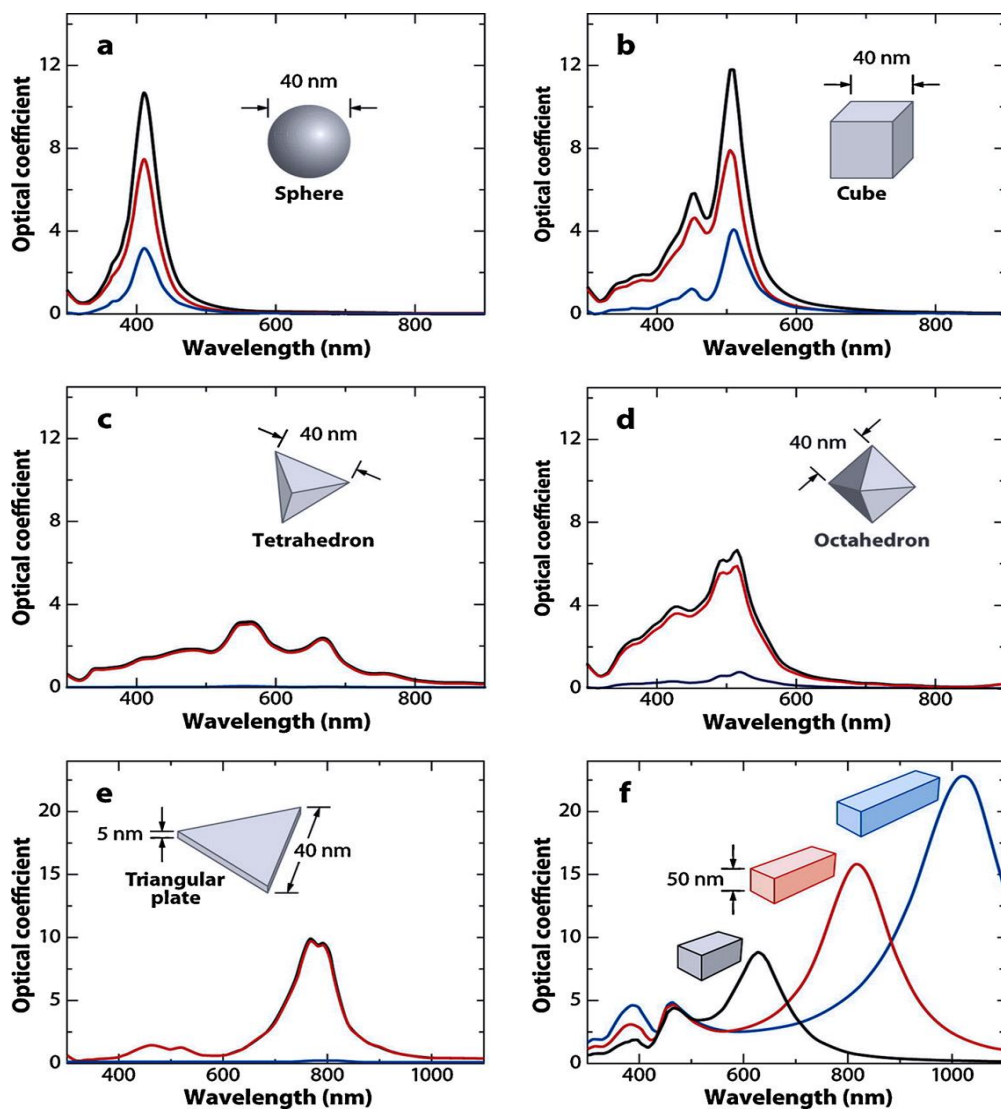 a
40 nm
Sphere
12
8
4
0
400
600
800
Optical coefficient
Wavelength (nm)
b
40 nm
Cube
12
8
4
0
400
600
800
Optical coefficient
Wavelength (nm)
c
40 nm
Tetrahedron
12
8
4
0
400
600
800
Optical coefficient
Wavelength (nm)
d
40 nm
Octahedron
12
8
4
0
400
600
800
Optical coefficient
Wavelength (nm)
e
5 nm
40 nm
Triangular
plate
20
15
10
5
0
400
600
800
1000
Optical coefficient
Wavelength (nm)
f
50 nm
20
15
10
5
0
400
600
800
1000
Optical coefficient
Wavelength (nm)